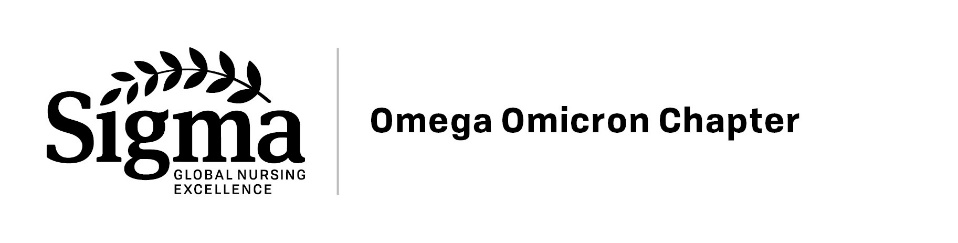 Sigma
GLOBAL NURSING
EXCELLENCE
Omega Omicron Chapter